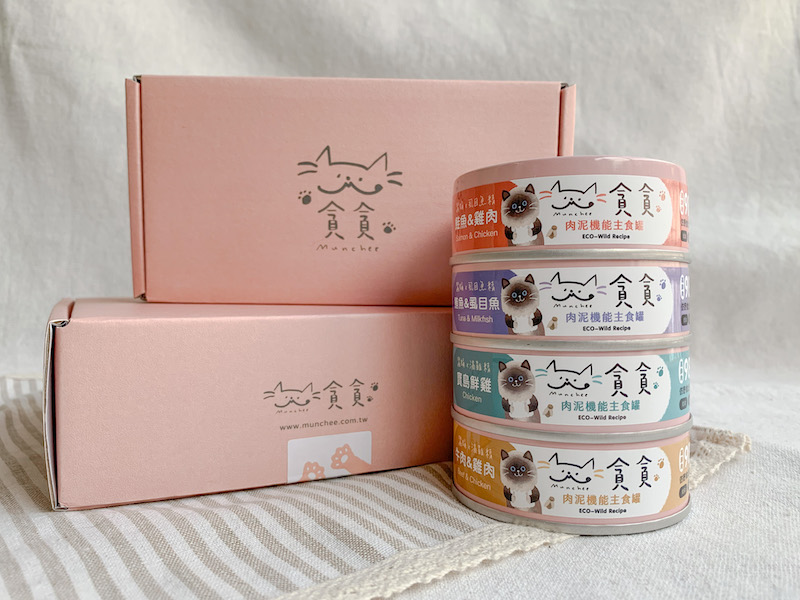 貪貪
Munchee
Munchee
貪貪
www.munchee.com.tw
鮭魚&雞肉
Salmon & Chicken
Munchee
貪貪
肉泥機能主食罐
ECO-Wild Recipe
鮪魚&虱目魚
Tuna & Milkfish
Munchee
貪貪
肉泥機能主食罐
ECO-Wild Recipe
寶島鮮雞
Chicken
Munchee
貪貪
肉泥機能主食罐
ECO-Wild Recipe
牛肉&雞肉
Beef & Chicken
Munchee
貪貪
肉泥機能主食罐
ECO-Wild Recipe